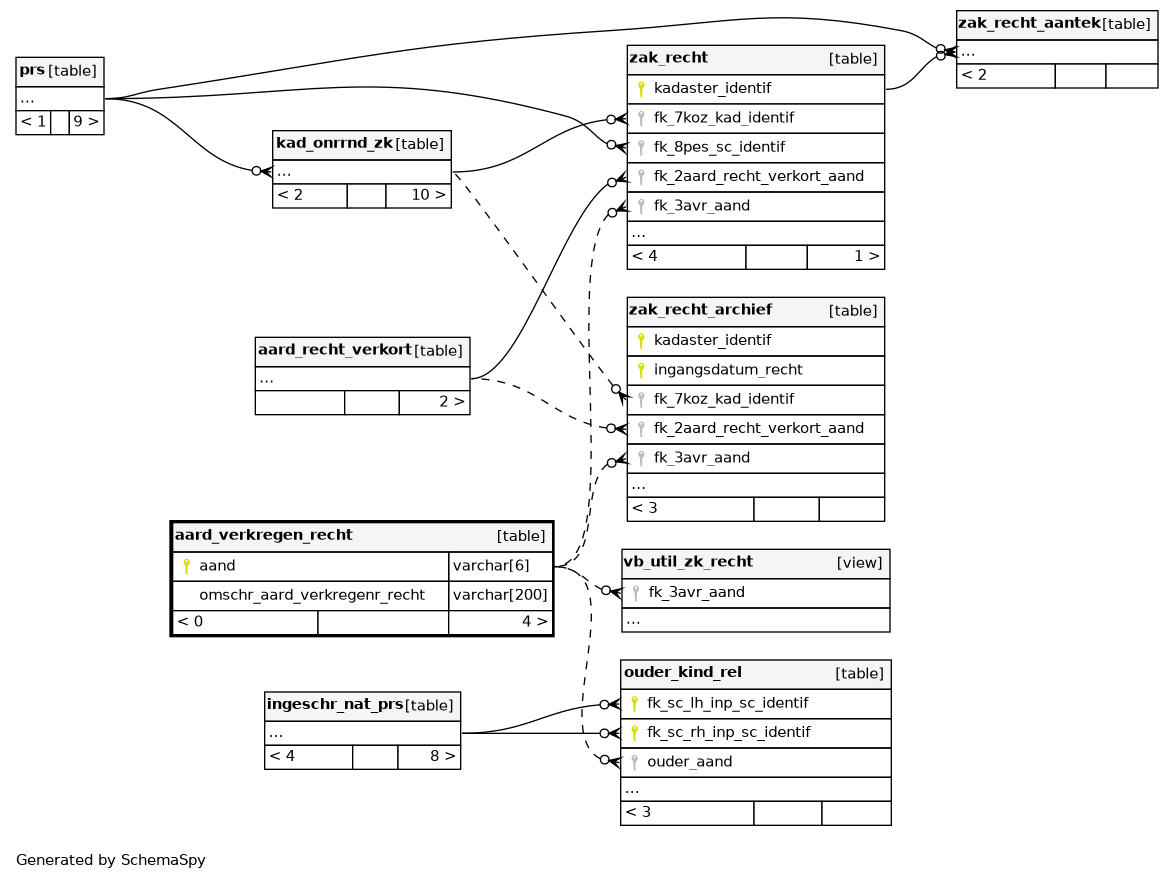 zak_recht_aantek [table]
...
< 2
zak_recht [table]
kadaster_identif
fk_7koz_kad_identif
fk_8pes_sc_identif
fk_2aard_recht_verkort_aand
fk_3avr_aand
...
< 4 1 >
prs [table]
...
< 1 9 >
kad_onrrnd_zk [table]
...
< 2 10 >
zak_recht_archief [table]
kadaster_identif
ingangsdatum_recht
fk_7koz_kad_identif
fk_2aard_recht_verkort_aand
fk_3avr_aand
...
< 3
aard_recht_verkort [table]
...
2 >
aard_verkregen_recht [table]
aand varchar[6]
omschr_aard_verkregenr_recht varchar[200]
< 0 4 >
vb_util_zk_recht [view]
fk_3avr_aand
...
ouder_kind_rel [table]
fk_sc_lh_inp_sc_identif
fk_sc_rh_inp_sc_identif
ouder_aand
...
< 3
ingeschr_nat_prs [table]
...
< 4 8 >
Generated by SchemaSpy